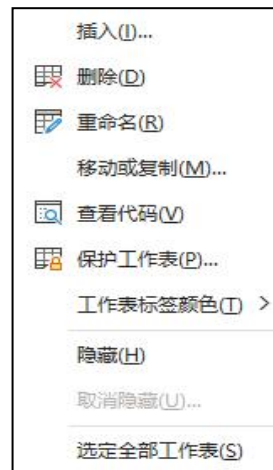 插入(I)...
删除(D)
重命名(R)
移动或复制(M)...
查看代码(V)
保护工作表(P)...
工作表标签颜色(T) >
隐藏(H)
取消隐藏(U)...
选定全部工作表(S)